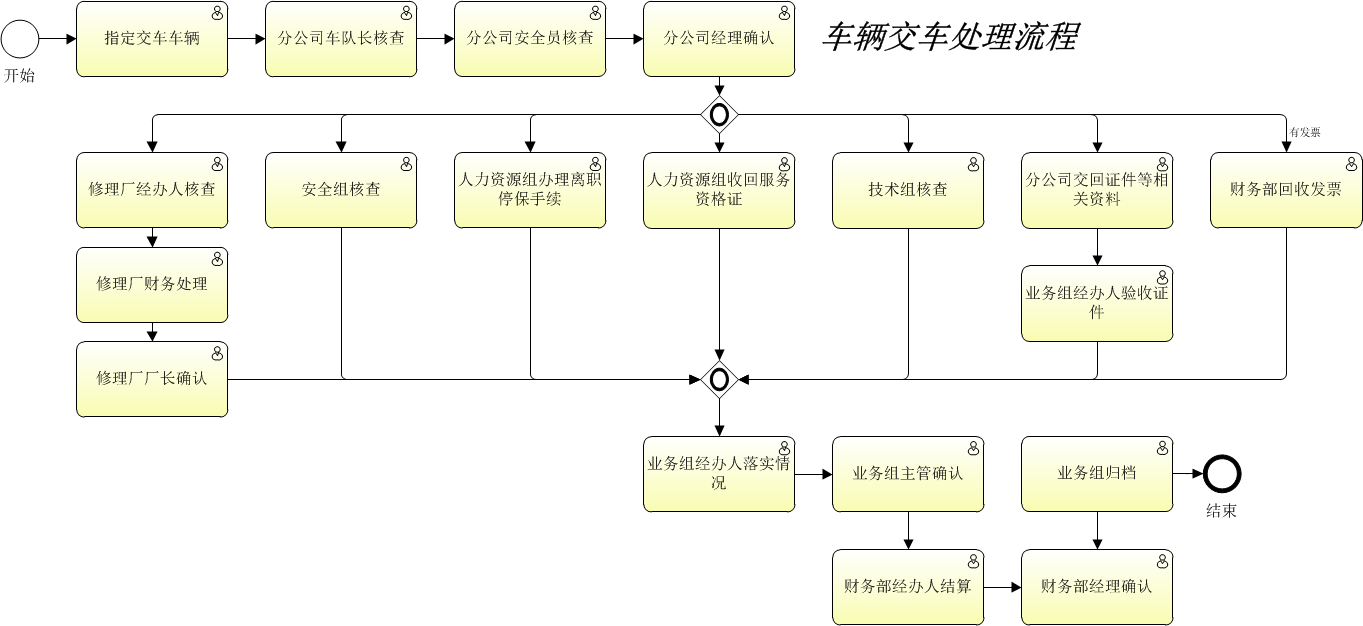 车辆交车处理流程
开始
指定交车车辆
分公司车队长核查
分公司安全员核查
分公司经理确认
有发票
修理厂经办人核查
安全组核查
人力资源组办理离职
停保手续
人力资源组收回服务
资格证
技术组核查
分公司交回证件等相
关资料
财务部回收发票
修理厂财务处理
业务组经办人验收证
件
修理厂厂长确认
业务组经办人落实情
况
业务组主管确认
业务组归档
结束
财务部经办人结算
财务部经理确认